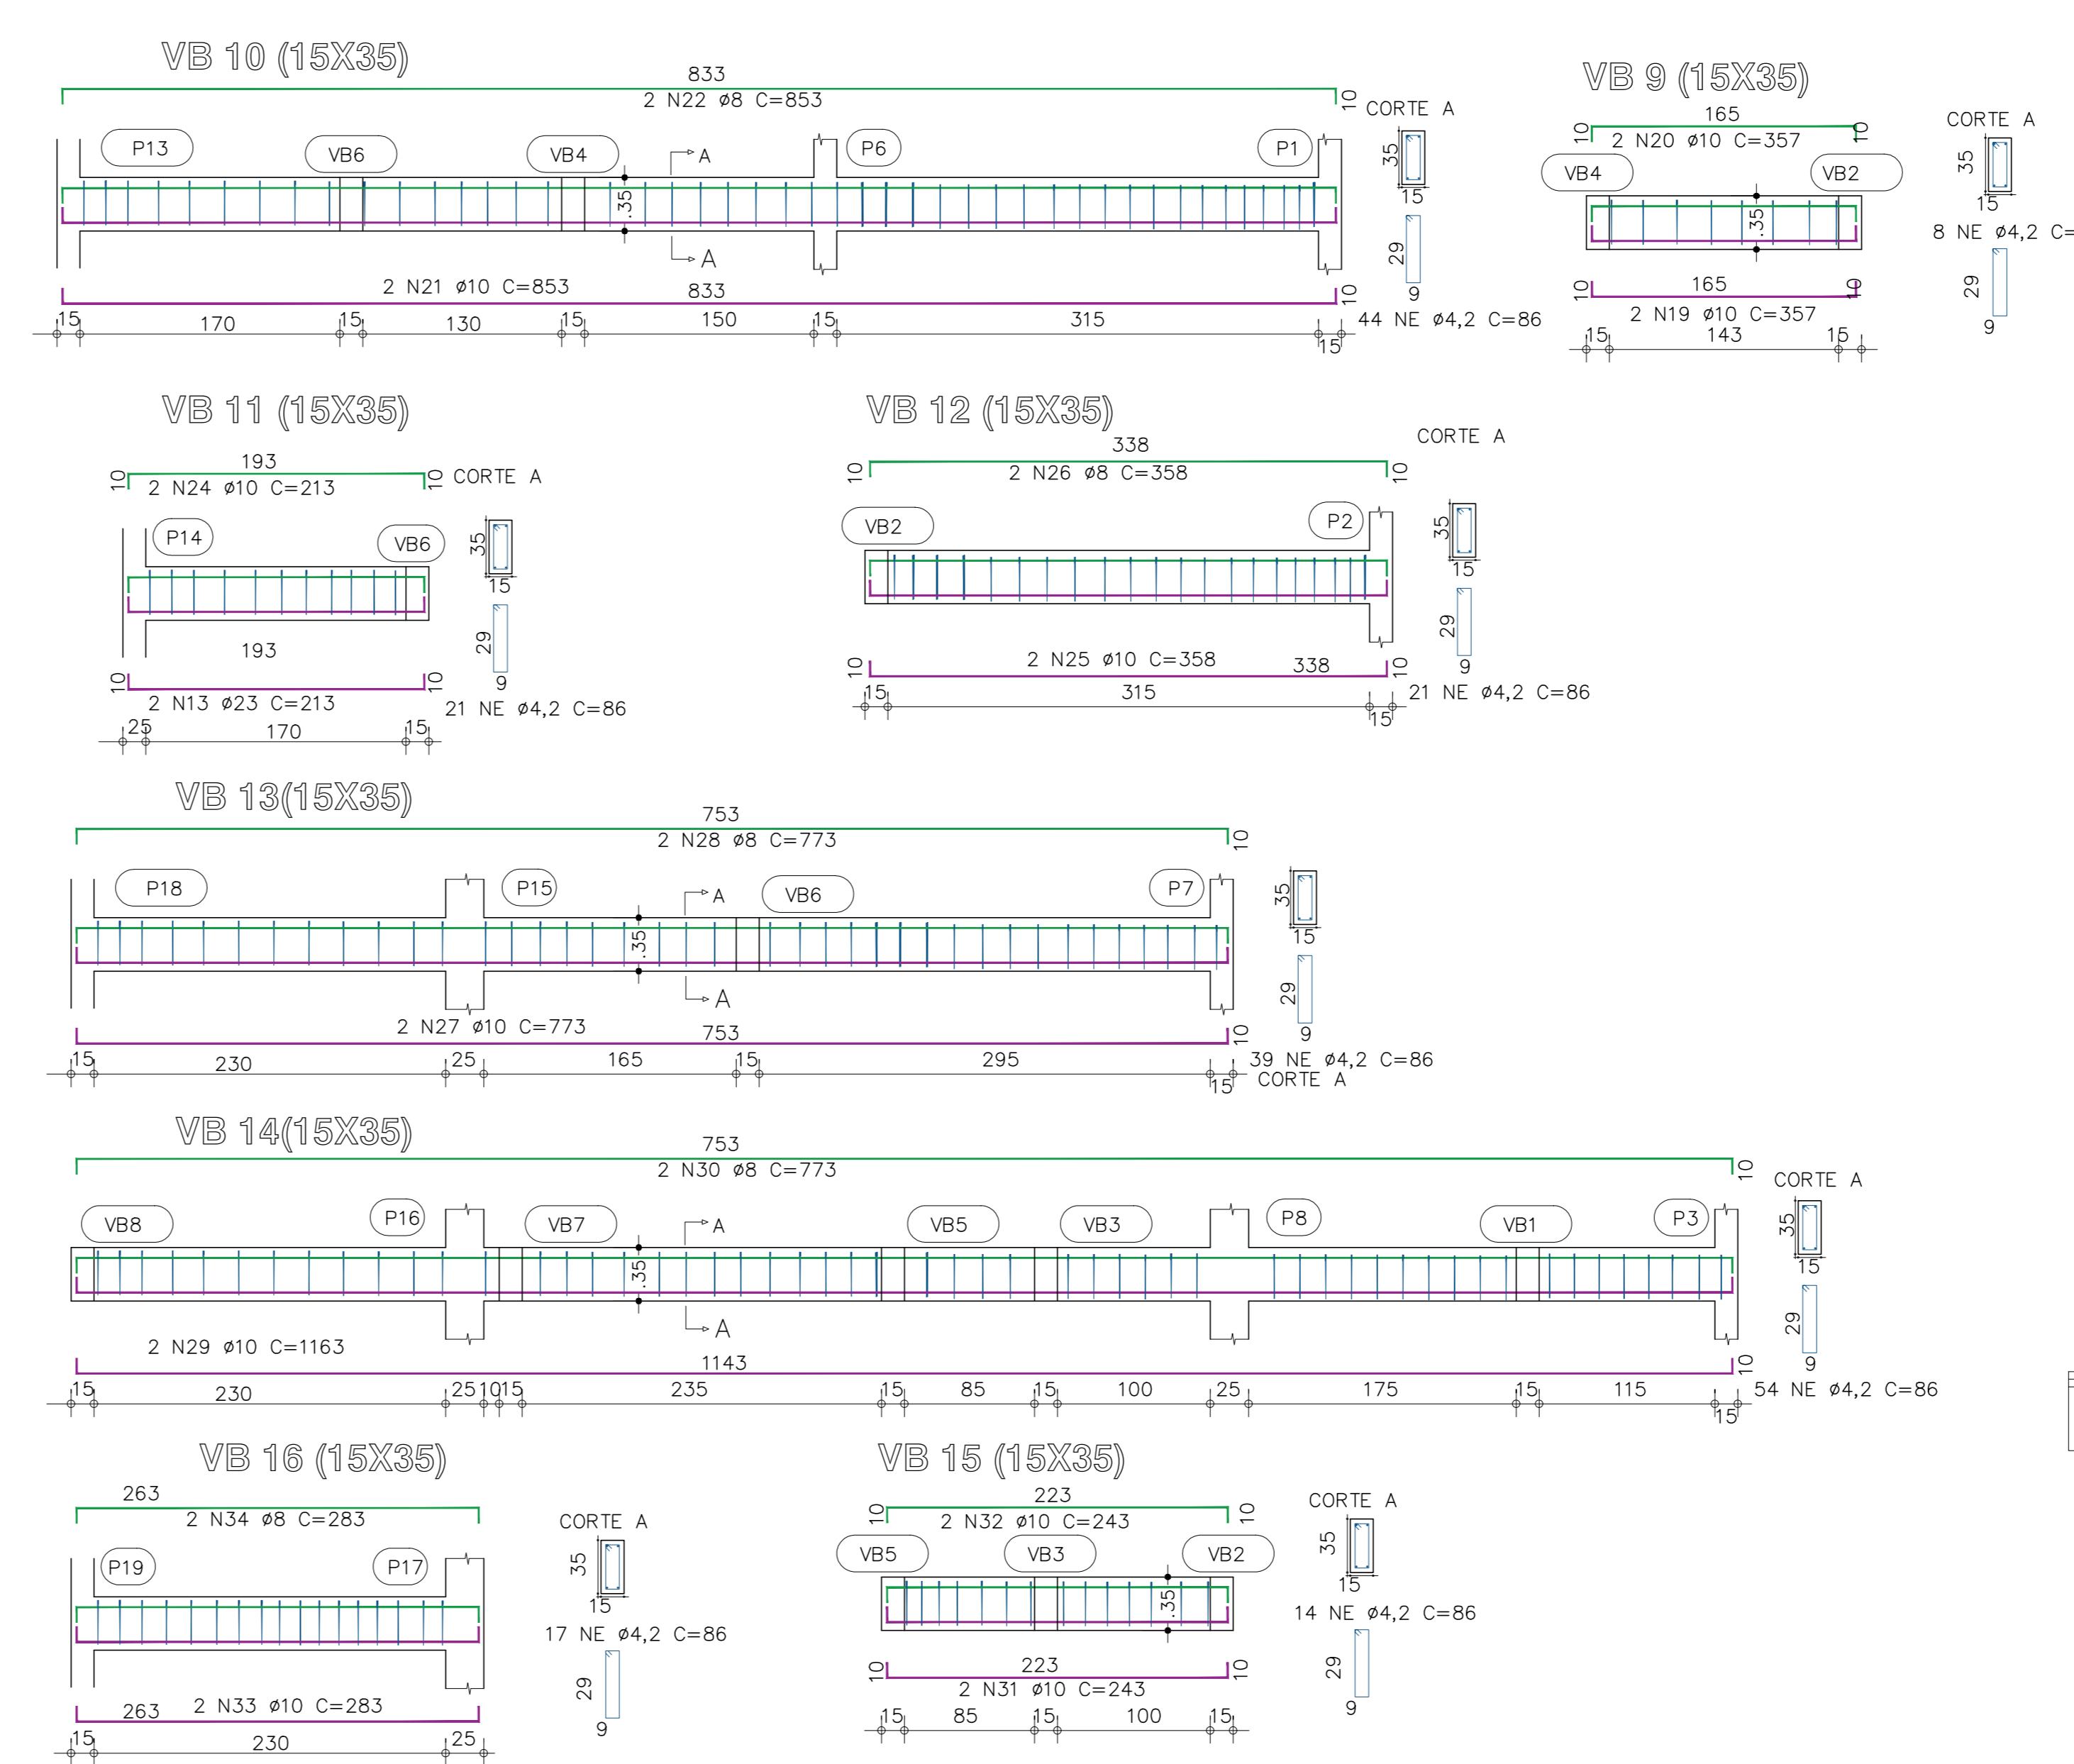 VB 10 (15X35)
833
2 N22 ø8 C=853
10
CORTE A
P13
VB6
VB4
A
P6
P1
35
15
.35
A
29
9
2 N21 ø10 C=853
833
10
44 NE ø4,2 C=86
15
170
15
130
15
150
15
315
15
VB 9 (15X35)
165
10
10
2 N20 ø10 C=357
CORTE A
VB4
VB2
35
15
.35
8 NE ø4,2 C=
29
9
10
165
10
2 N19 ø10 C=357
15
143
15
VB 11 (15X35)
193
10
10
2 N24 ø10 C=213
CORTE A
P14
VB6
35
15
29
9
193
10
10
2 N13 ø23 C=213
21 NE ø4,2 C=86
25
170
15
VB 12 (15X35)
338
CORTE A
10
2 N26 ø8 C=358
10
VB2
P2
35
15
29
9
10
2 N25 ø10 C=358
338
10
21 NE ø4,2 C=86
15
315
15
VB 13(15X35)
753
2 N28 ø8 C=773
10
P18
P15
A
VB6
P7
35
15
.35
A
29
9
2 N27 ø10 C=773
753
10
39 NE ø4,2 C=86
CORTE A
15
230
25
165
15
295
15
VB 14(15X35)
753
2 N30 ø8 C=773
10
CORTE A
VB8
P16
VB7
A
VB5
VB3
P8
VB1
P3
35
15
.35
A
29
9
2 N29 ø10 C=1163
1143
10
54 NE ø4,2 C=86
15
230
25
10
15
235
15
85
15
100
25
175
15
115
15
VB 16 (15X35)
263
2 N34 ø8 C=283
CORTE A
P19
P17
35
15
17 NE ø4,2 C=86
29
9
263
2 N33 ø10 C=283
15
230
25
VB 15 (15X35)
223
10
2 N32 ø10 C=243
10
CORTE A
VB5
VB3
VB2
35
15
.35
14 NE ø4,2 C=86
29
9
10
223
10
2 N31 ø10 C=243
15
85
15
100
15